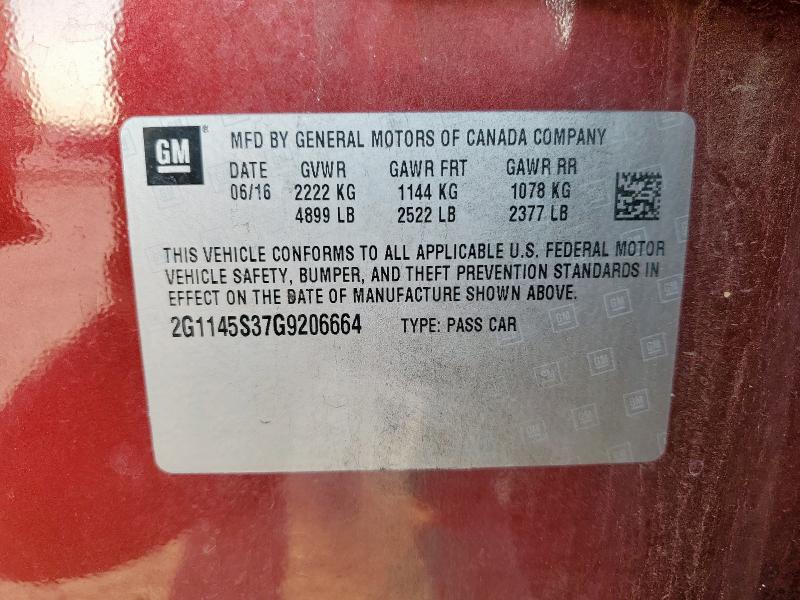 GM® MFD BY GENERAL MOTORS OF CANADA COMPANY
DATE GVWR GAWR FRT GAWR RR
06/16 2222 KG 1144 KG 1078 KG
4899 LB 2522 LB 2377 LB
THIS VEHICLE CONFORMS TO ALL APPLICABLE U.S. FEDERAL MOTOR
VEHICLE SAFETY, BUMPER, AND THEFT PREVENTION STANDARDS IN
EFFECT ON THE DATE OF MANUFACTURE SHOWN ABOVE.
2G1145S37G9206664 TYPE: PASS CAR